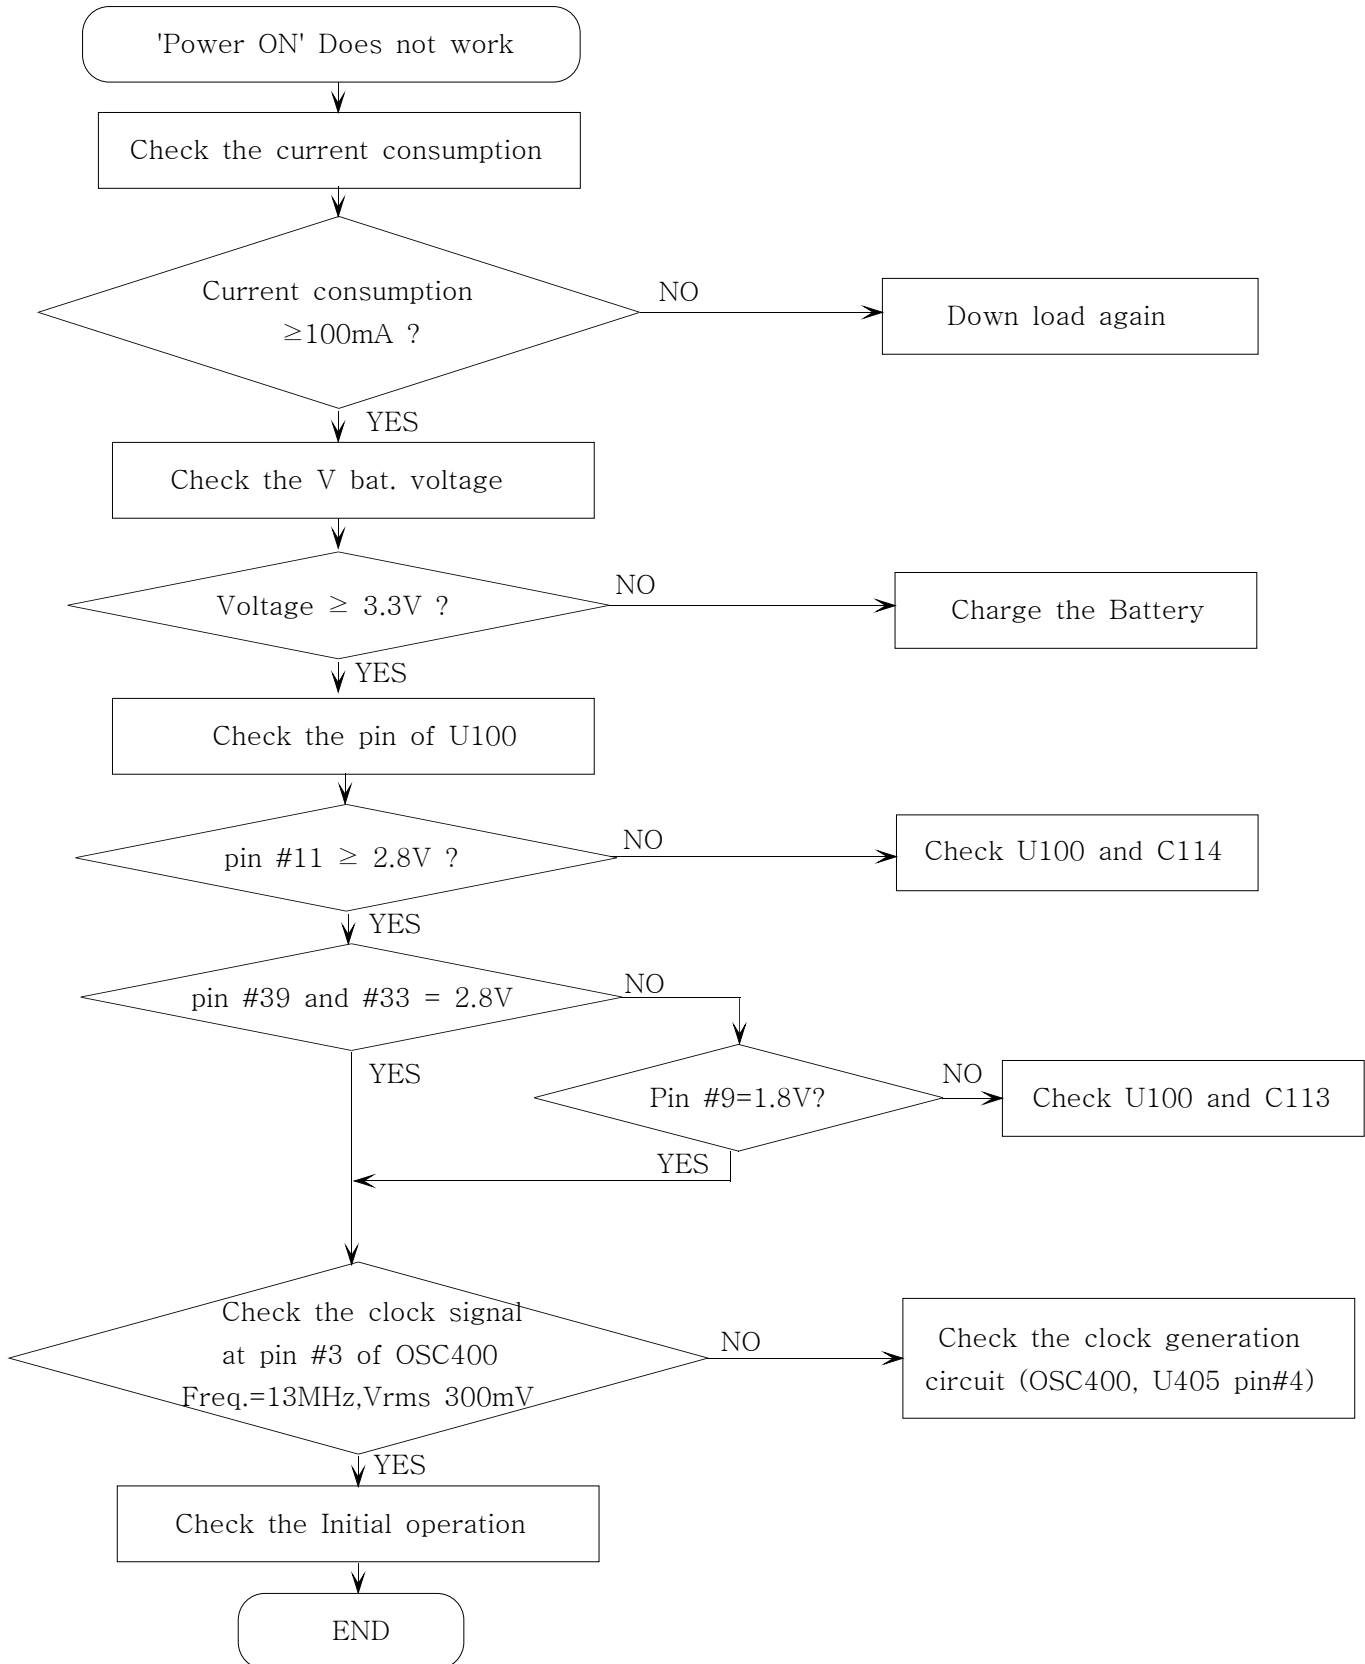 'Power ON' Does not work
Check the current consumption
Current consumption
≥100mA ?
NO
Down load again
YES
Check the V bat. voltage
Voltage ≥ 3.3V ?
NO
Charge the Battery
YES
Check the pin of U100
pin #11 ≥ 2.8V ?
NO
Check U100 and C114
YES
pin #39 and #33 = 2.8V
NO
YES
Pin #9=1.8V?
NO
Check U100 and C113
YES
Check the clock signal
at pin #3 of OSC400
Freq.=13MHz,Vrms 300mV
NO
Check the clock generation
circuit (OSC400, U405 pin#4)
YES
Check the Initial operation
END